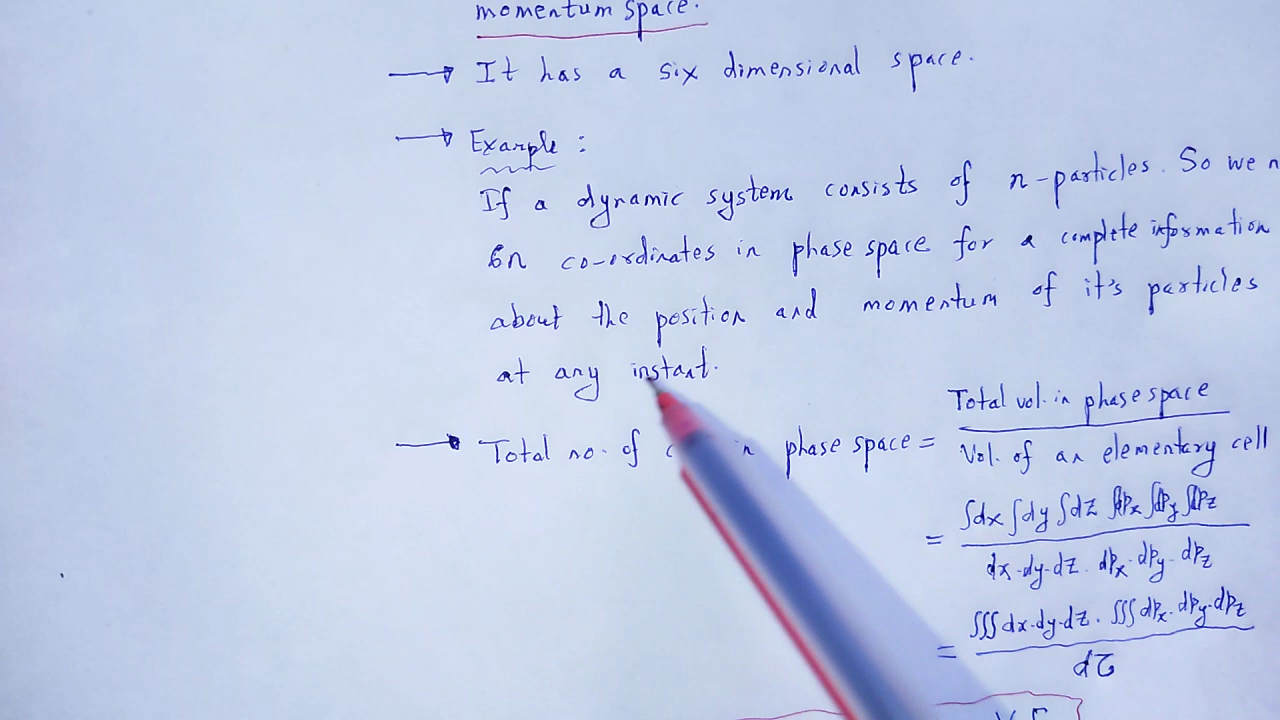 momentum space.
→ It has a six dimensional space.
→ Example :
If a dynamic system consists of n-particles. So we
6n co-ordinates in phase space for a complete information
about the position and momentum of it's particles
at any instant.
→ Total no. of in phase space = Total vol. in phase space
Vol. of an elementary cell
= ∫dx ∫dy ∫dz ∫dpx ∫dpy ∫dpz
dx·dy·dz. dpx·dpy·dpz
= ∫∫∫dx·dy·dz. ∫∫∫dpx·dpy·dpz
dτ